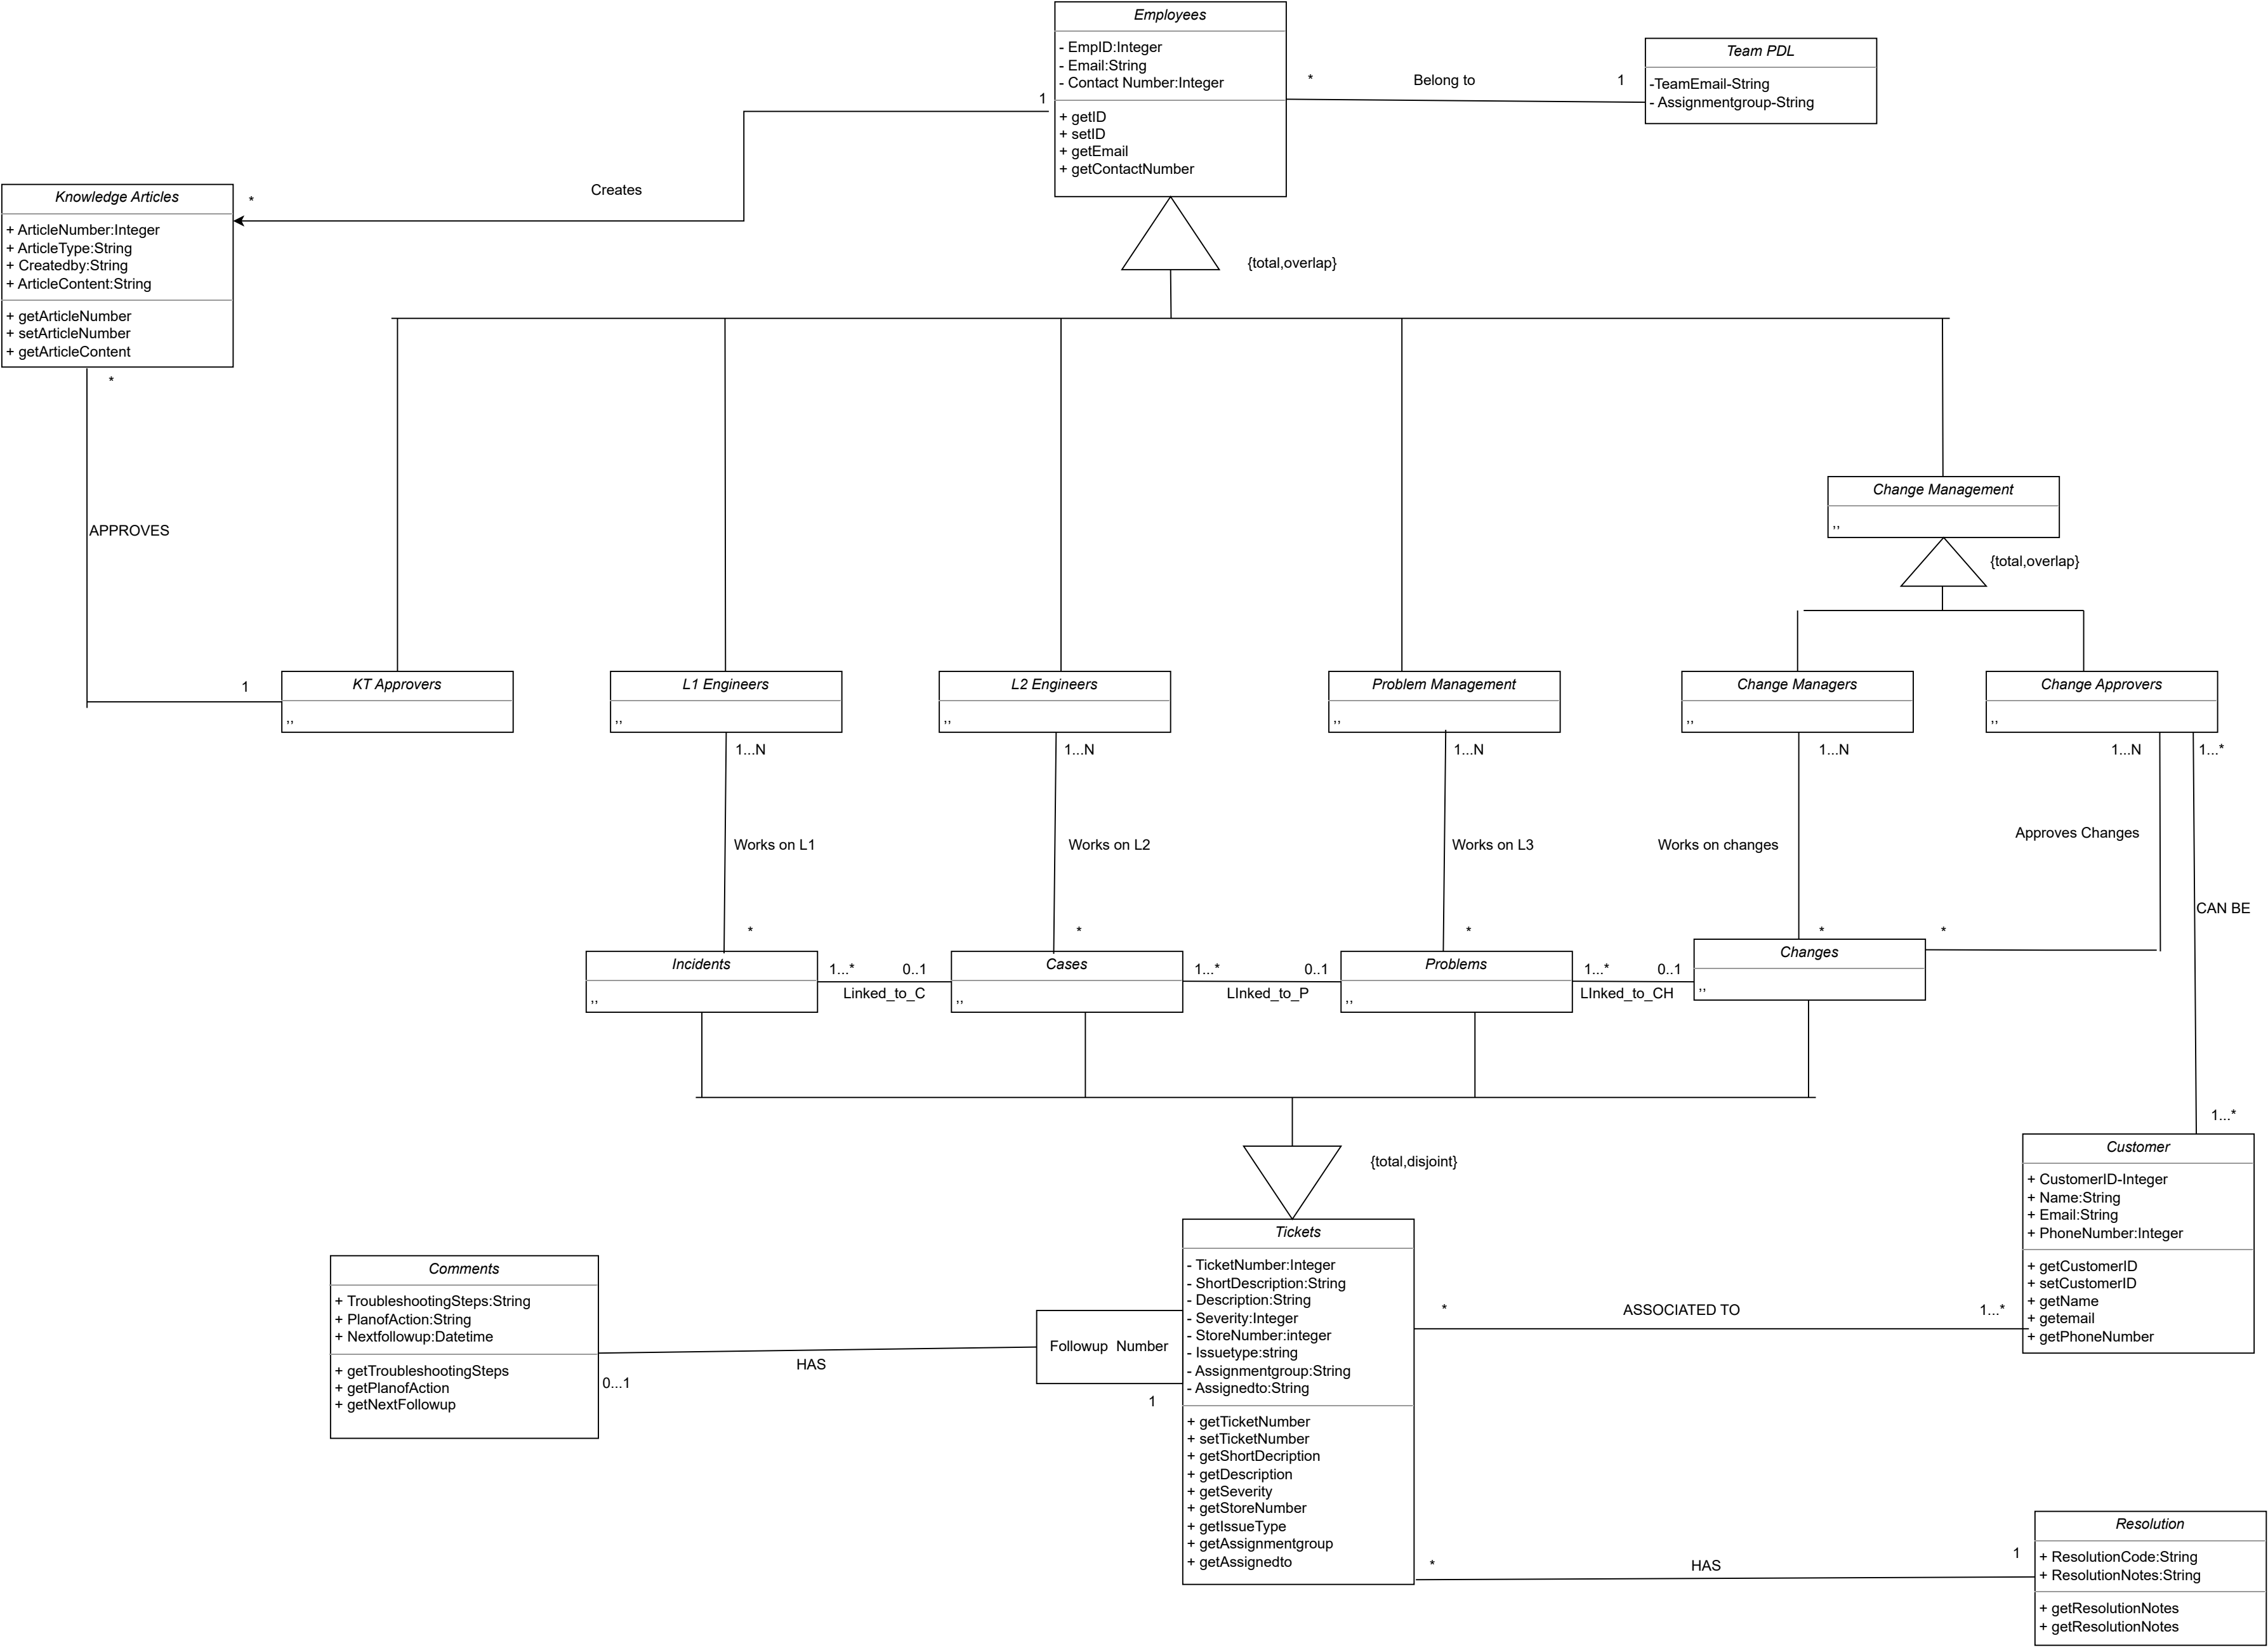 Employees
- EmpID:Integer
- Email:String
- Contact Number:Integer
+ getID
+ setID
+ getEmail
+ getContactNumber
*
Belong to
1
Team PDL
-TeamEmail-String
- Assignmentgroup-String
1
Creates
*
Knowledge Articles
+ ArticleNumber:Integer
+ ArticleType:String
+ Createdby:String
+ ArticleContent:String
+ getArticleNumber
+ setArticleNumber
+ getArticleContent
*
{total,overlap}
APPROVES
1
Change Management
,,
{total,overlap}
KT Approvers
,,
L1 Engineers
,,
L2 Engineers
,,
Problem Management
,,
Change Managers
,,
Change Approvers
,,
1...N
1...N
1...N
1...N
1...N
1...*
Works on L1
Works on L2
Works on L3
Works on changes
Approves Changes
CAN BE
*
*
*
*
*
Incidents
,,
1...*
0..1
Linked_to_C
Cases
,,
1...*
0..1
LInked_to_P
Problems
,,
1...*
0..1
LInked_to_CH
Changes
,,
1...*
{total,disjoint}
Customer
+ CustomerID-Integer
+ Name:String
+ Email:String
+ PhoneNumber:Integer
+ getCustomerID
+ setCustomerID
+ getName
+ getemail
+ getPhoneNumber
Tickets
- TicketNumber:Integer
- ShortDescription:String
- Description:String
- Severity:Integer
- StoreNumber:integer
- Issuetype:string
- Assignmentgroup:String
- Assignedto:String
+ getTicketNumber
+ setTicketNumber
+ getShortDecription
+ getDescription
+ getSeverity
+ getStoreNumber
+ getIssueType
+ getAssignmentgroup
+ getAssignedto
*
ASSOCIATED TO
1...*
Comments
+ TroubleshootingSteps:String
+ PlanofAction:String
+ Nextfollowup:Datetime
+ getTroubleshootingSteps
+ getPlanofAction
+ getNextFollowup
0...1
HAS
Followup Number
1
*
HAS
1
Resolution
+ ResolutionCode:String
+ ResolutionNotes:String
+ getResolutionNotes
+ getResolutionNotes